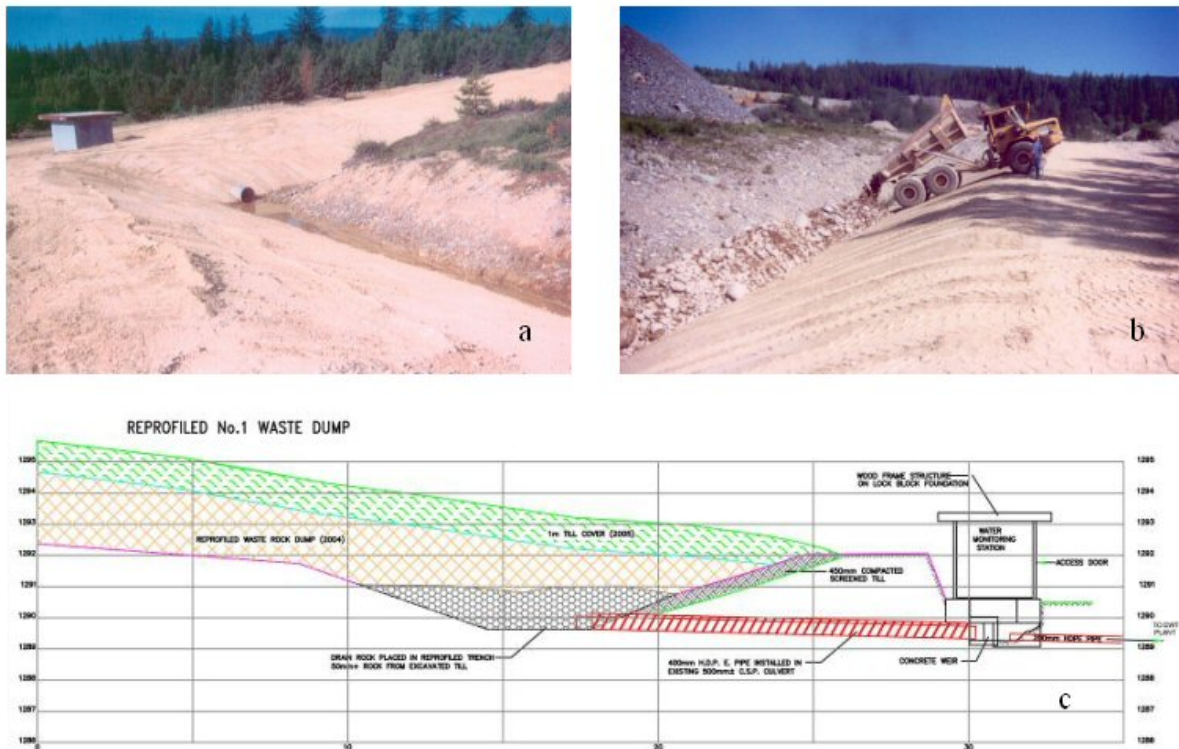 a
b
REPROFILED No.1 WASTE DUMP
1295
1294
1293
1292
1291
1290
1289
1288
1287
1286
1295
1294
1293
1292
1291
1290
1289
1288
1287
1286
0
10
20
30
REPROFILED WASTE ROCK DUMP (2004)
1m TILL COVER (2005)
WOOD FRAME STRUCTURE
ON LOCK BLOCK FOUNDATION
WATER
MONITORING
STATION
ACCESS DOOR
450mm COMPACTED
SCREENED TILL
DRAIN ROCK PLACED IN REPROFILED TRENCH
ROCK FROM EXCAVATED TILL
400mm H.D.P. E. PIPE INSTALLED IN
EXISTING 500mm± C.S.P. CULVERT
CONCRETE WEIR
HDPE PIPE
PLANT
c